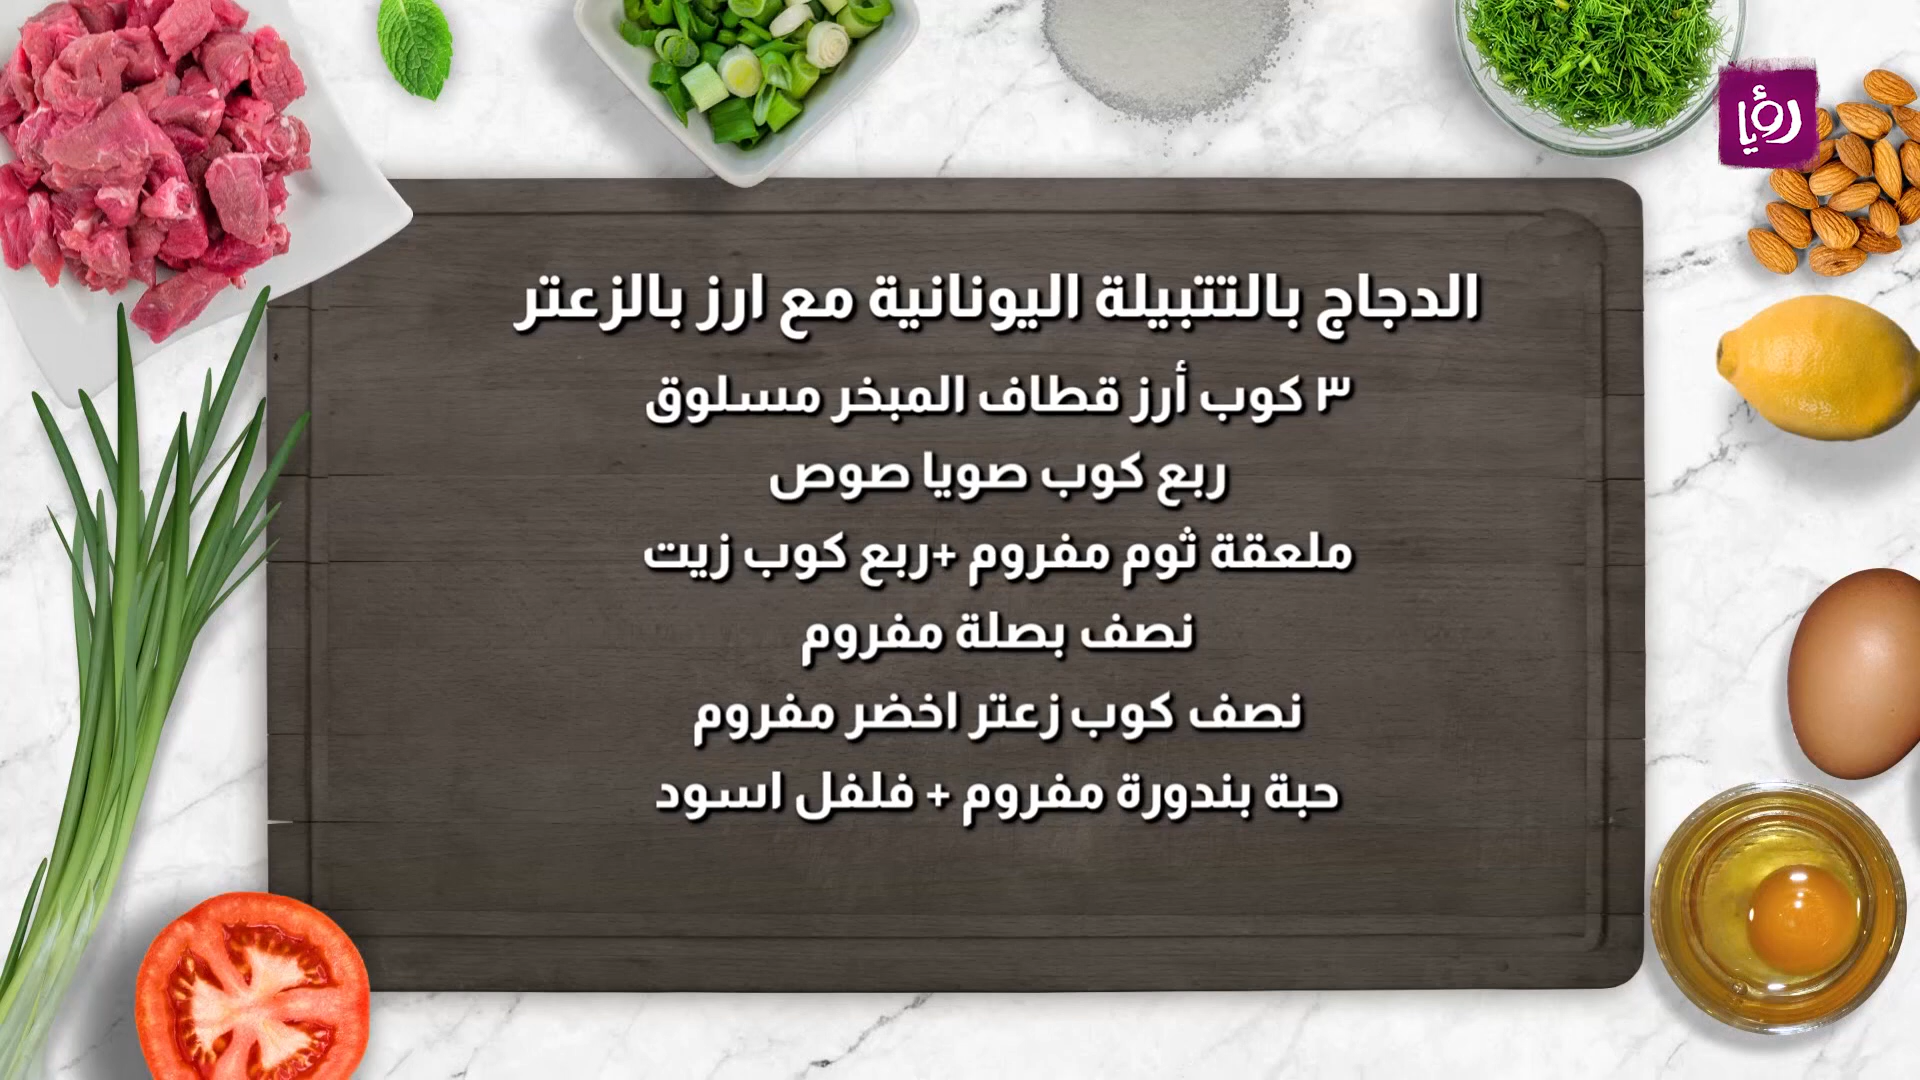 رؤيا
الدجاج بالتتبيلة اليونانية مع ارز بالزعتر
٣ كوب أرز قطاف المبخر مسلوق
ربع كوب صويا صوص
ملعقة ثوم مفروم +ربع كوب زيت
نصف بصلة مفروم
نصف كوب زعتر اخضر مفروم
حبة بندورة مفروم + فلفل اسود